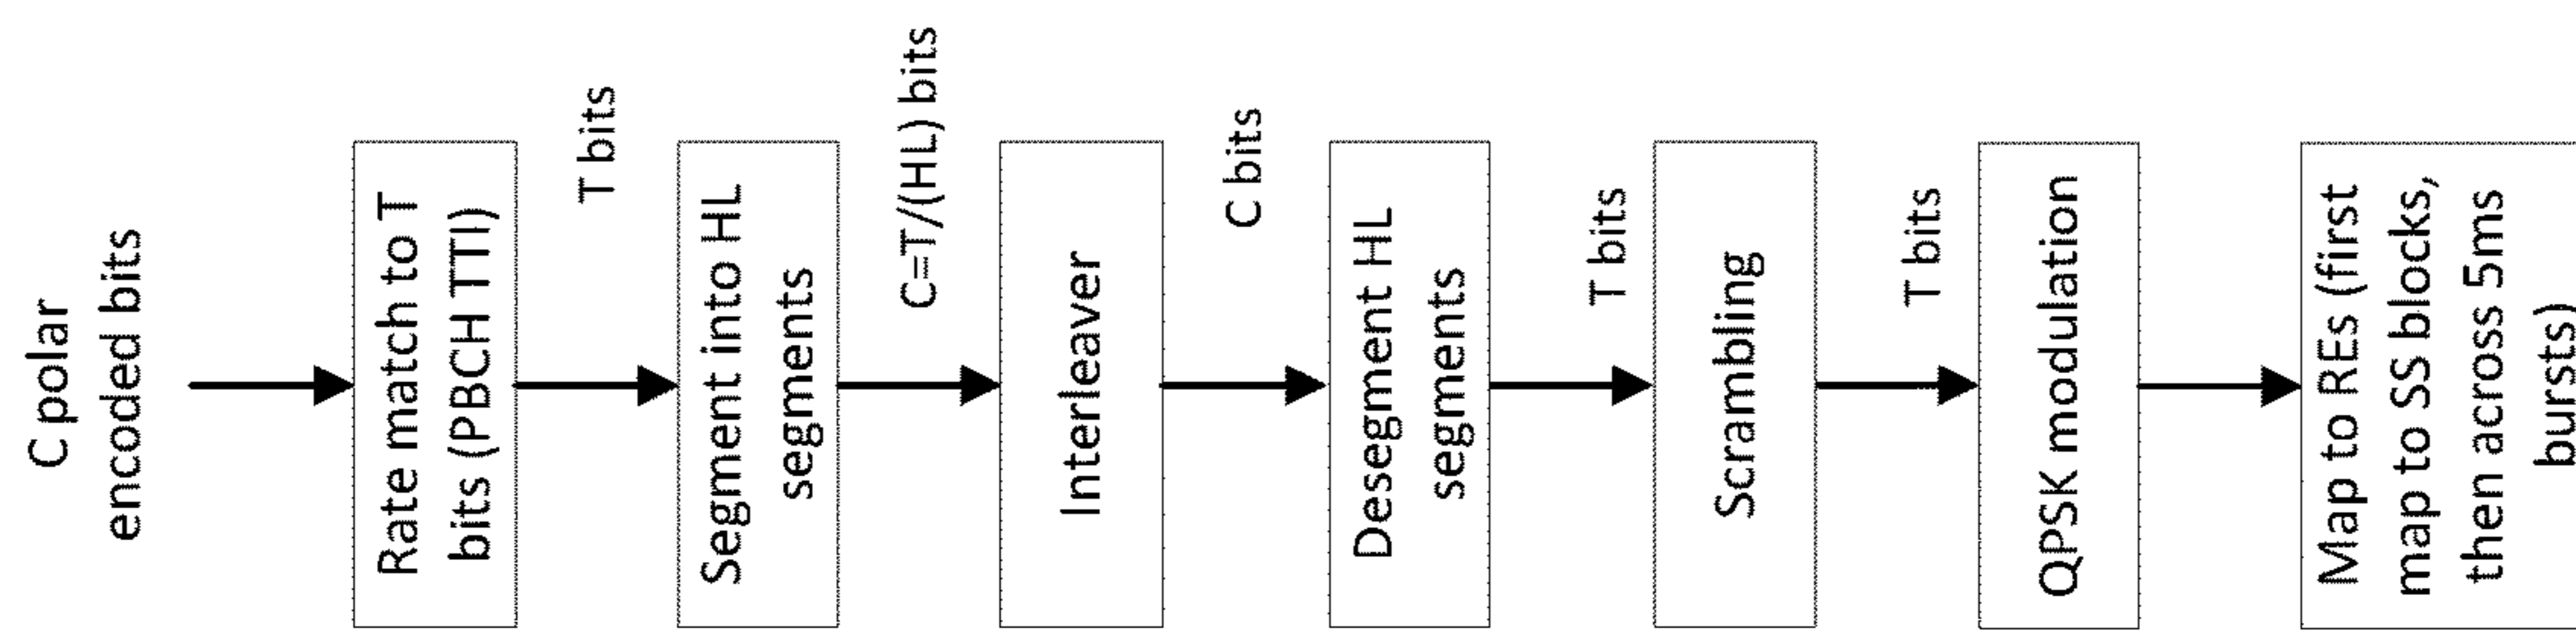 C polar
encoded bits
Rate match to T
bits (PBCH TTI)
T bits
Segment into HL
segments
C=T/(HL) bits
Interleaver
C bits
Desegment HL
segments
T bits
Scrambling
T bits
QPSK modulation
Map to REs (first
map to SS blocks,
then across 5ms
bursts)